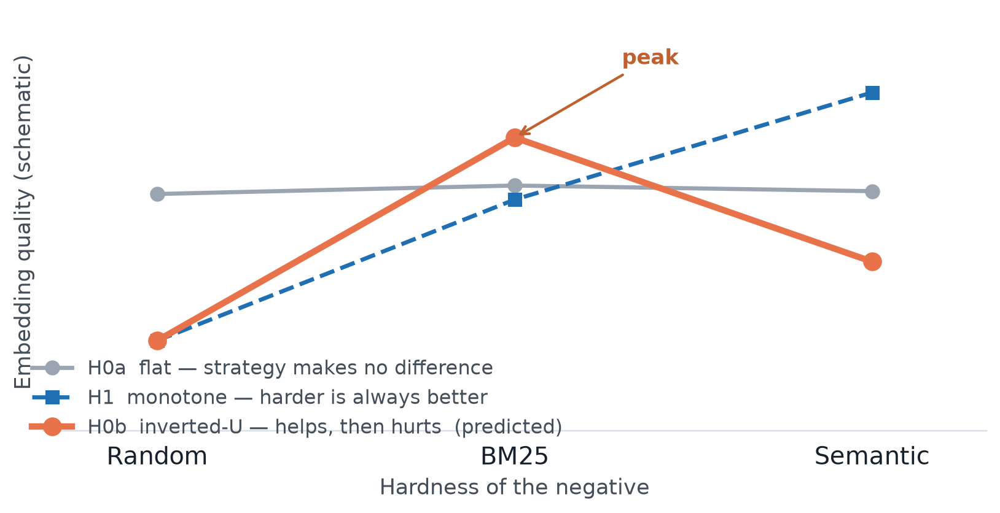 peak
Embedding quality (schematic)
H0a  flat — strategy makes no difference
H1  monotone — harder is always better
H0b  inverted-U — helps, then hurts  (predicted)
Random
BM25
Semantic
Hardness of the negative